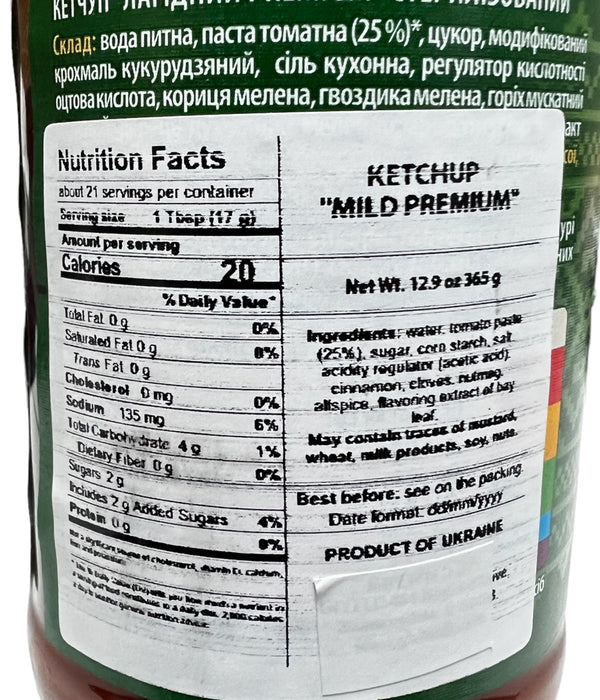 КЕТЧУП "ЛАГІДНИЙ
Склад: вода питна, паста томатна (25%)*, цукор, модифікований
крохмаль кукурудзяний, сіль кухонна, регулятор кислотності
оцтова кислота, кориця мелена, гвоздика мелена, горіх мускатний
Nutrition Facts
about 21 servings per container
Serving size 1 Tbsp (17 g)
Amount per serving
Calories 20
% Daily Value*
Total Fat 0 g 0%
Saturated Fat 0 g 0%
Trans Fat 0 g
Cholesterol 0 mg 0%
Sodium 135 mg 6%
Total Carbohydrate 4 g 1%
Dietary Fiber 0 g 0%
Sugars 2 g
Includes 2 g Added Sugars 4%
Protein 0 g 0%
KETCHUP
"MILD PREMIUM"
Net Wt. 12.9 oz 365 g
Ingredients: water, tomato paste
(25%), sugar, corn starch, salt,
acidity regulator (acetic acid),
cinnamon, cloves, nutmeg,
allspice, flavoring extract of bay
leaf.
May contain traces of mustard,
wheat, milk products, soy, nuts.
Best before: see on the packing.
Date format: dd/mm/yyyy
PRODUCT OF UKRAINE